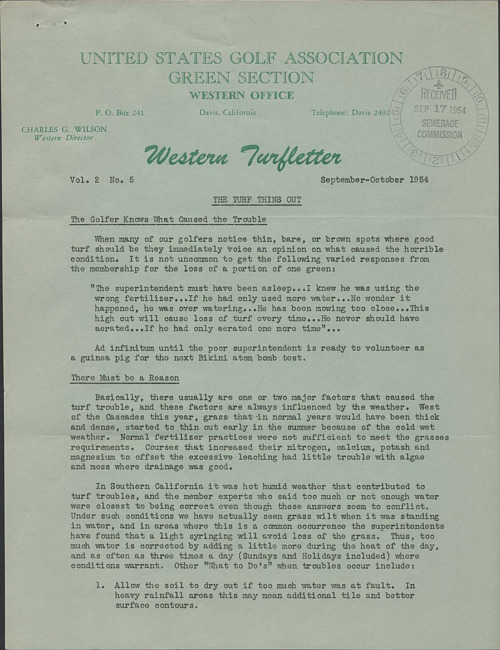 UNITED STATES GOLF ASSOCIATION
GREEN SECTION
WESTERN OFFICE
P. O. Box 241 Davis, California Telephone: Davis 2492
CHARLES G. WILSON
Western Director
RECEIVED
SEP 17 1954
SEWERAGE
COMMISSION
Western Turfletter
Vol. 2 No. 5 September-October 1954
THE TURF THINS OUT
The Golfer Knows What Caused the Trouble
When many of our golfers notice thin, bare, or brown spots where good
turf should be they immediately voice an opinion on what caused the horrible
condition. It is not uncommon to get the following varied responses from
the membership for the loss of a portion of one green:
"The superintendent must have been asleep...I knew he was using the
wrong fertilizer...If he had only used more water...No wonder it
happened, he was over watering...He has been mowing too close...This
high cut will cause loss of turf every time...He never should have
aerated...If he had only aerated one more time"...
Ad infinitum until the poor superintendent is ready to volunteer as
a guinea pig for the next Bikini atom bomb test.
There Must be a Reason
Basically, there usually are one or two major factors that caused the
turf trouble, and these factors are always influenced by the weather. West
of the Cascades this year, grass that in normal years would have been thick
and dense, started to thin out early in the summer because of the cold wet
weather. Normal fertilizer practices were not sufficient to meet the grasses
requirements. Courses that increased their nitrogen, calcium, potash and
magnesium to offset the excessive leaching had little trouble with algae
and moss where drainage was good.
In Southern California it was hot humid weather that contributed to
turf troubles, and the member experts who said too much or not enough water
were closest to being correct even though these answers seem to conflict.
Under such conditions we have actually seen grass wilt when it was standing
in water, and in areas where this is a common occurrence the superintendents
have found that a light syringing will avoid loss of the grass. Thus, too
much water is corrected by adding a little more during the heat of the day,
and as often as three times a day (Sundays and Holidays included) where
conditions warrant. Other "What to Do's" when troubles occur include:
1. Allow the soil to dry out if too much water was at fault. In
heavy rainfall areas this may mean additional tile and better
surface contours.